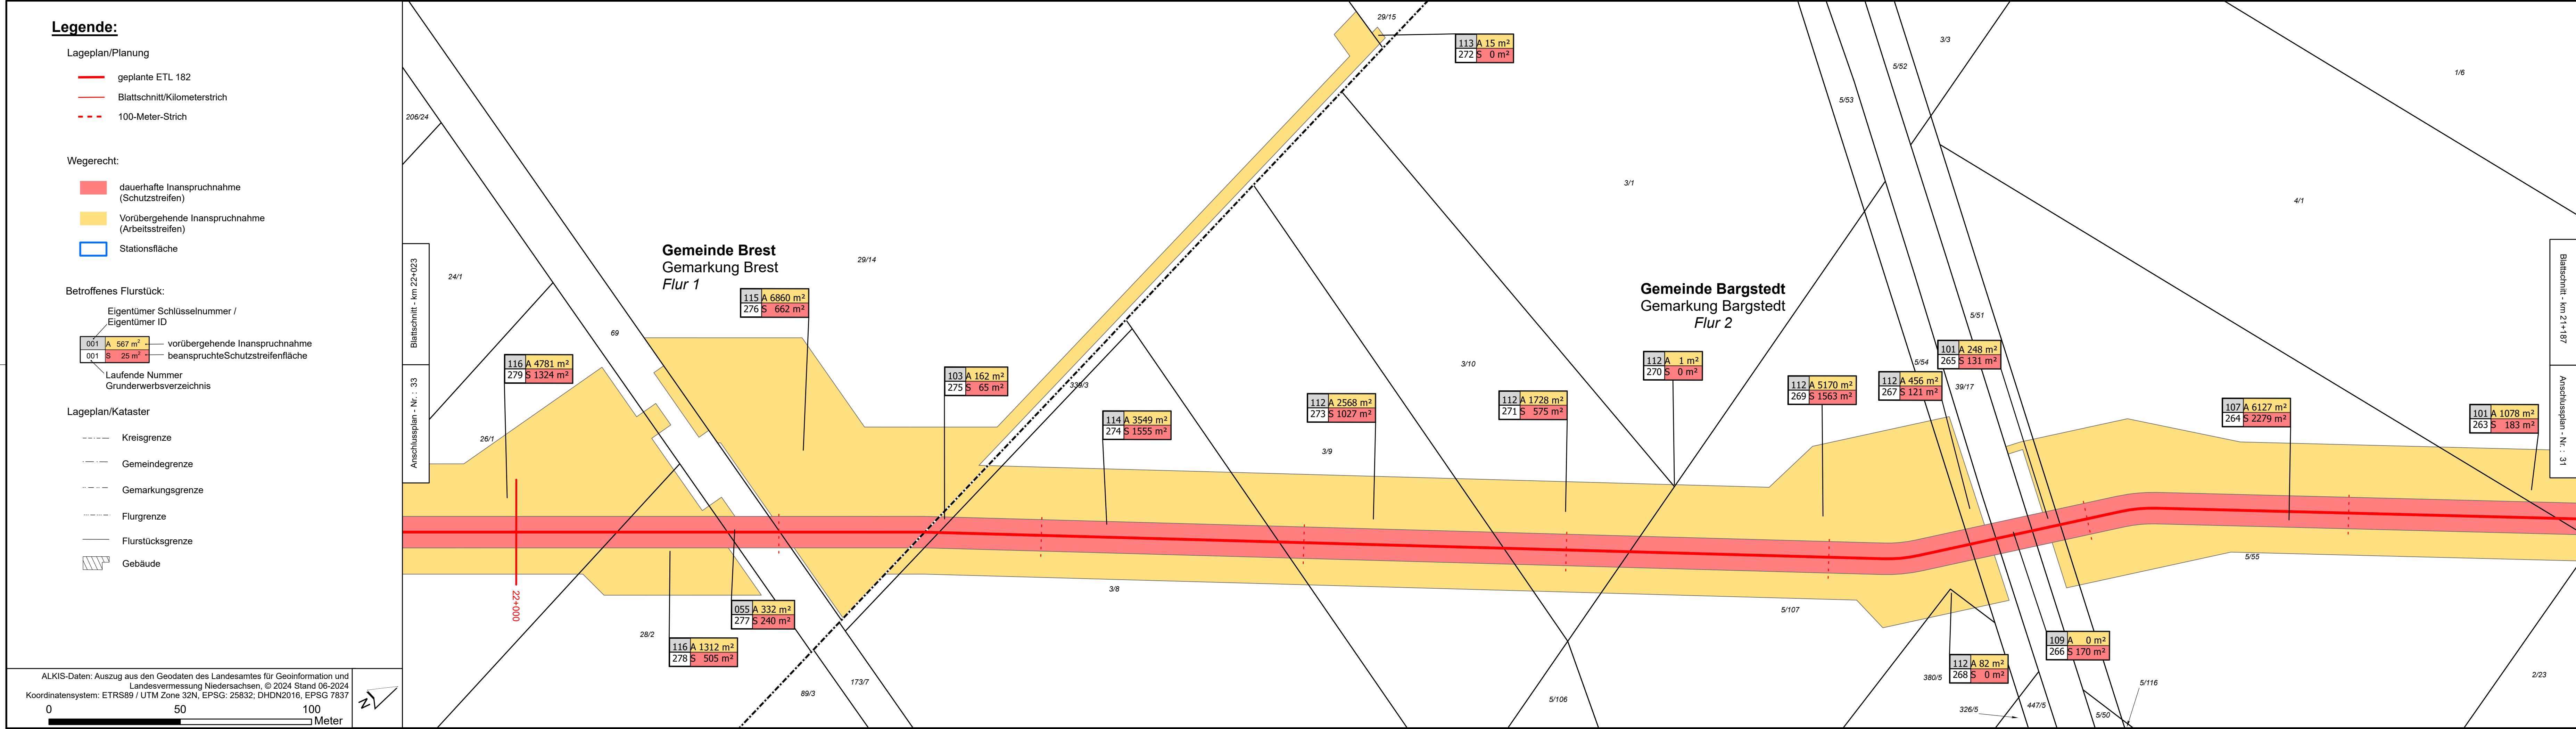 Legende:
Lageplan/Planung
geplante ETL 182
Blattschnitt/Kilometerstrich
100-Meter-Strich
Wegerecht:
dauerhafte Inanspruchnahme
(Schutzstreifen)
Vorübergehende Inanspruchnahme
(Arbeitsstreifen)
Stationsfläche
Betroffenes Flurstück:
Eigentümer Schlüsselnummer /
Eigentümer ID
001 A 567 m² vorübergehende Inanspruchnahme
001 S 25 m² beanspruchteSchutzstreifenfläche
Laufende Nummer
Grunderwerbsverzeichnis
Lageplan/Kataster
Kreisgrenze
Gemeindegrenze
Gemarkungsgrenze
Flurgrenze
Flurstücksgrenze
Gebäude
ALKIS-Daten: Auszug aus den Geodaten des Landesamtes für Geoinformation und
Landesvermessung Niedersachsen, © 2024 Stand 06-2024
Koordinatensystem: ETRS89 / UTM Zone 32N, EPSG: 25832; DHDN2016, EPSG 7837
0 50 100
Meter
N
Blattschnitt - km 22+023
Anschlussplan - Nr. : 33
206/24
24/1
26/1
69
116 A 4781 m²
279 S 1324 m²
22+000
Gemeinde Brest
Gemarkung Brest
Flur 1
115 A 6860 m²
276 S 662 m²
29/14
29/15
113 A 15 m²
272 S 0 m²
103 A 162 m²
275 S 65 m²
339/3
114 A 3549 m²
274 S 1555 m²
055 A 332 m²
277 S 240 m²
116 A 1312 m²
278 S 505 m²
28/2
89/3
173/7
3/8
112 A 2568 m²
273 S 1027 m²
3/9
3/10
112 A 1728 m²
271 S 575 m²
3/1
Gemeinde Bargstedt
Gemarkung Bargstedt
Flur 2
112 A 1 m²
270 S 0 m²
112 A 5170 m²
269 S 1563 m²
112 A 456 m²
267 S 121 m²
101 A 248 m²
265 S 131 m²
5/53
5/52
3/3
5/51
5/54
39/17
5/106
5/107
112 A 82 m²
268 S 0 m²
109 A 0 m²
266 S 170 m²
380/5
326/5
447/5
5/50
5/116
107 A 6127 m²
264 S 2279 m²
101 A 1078 m²
263 S 183 m²
4/1
1/6
5/55
2/23
Blattschnitt - km 21+187
Anschlussplan - Nr. : 31